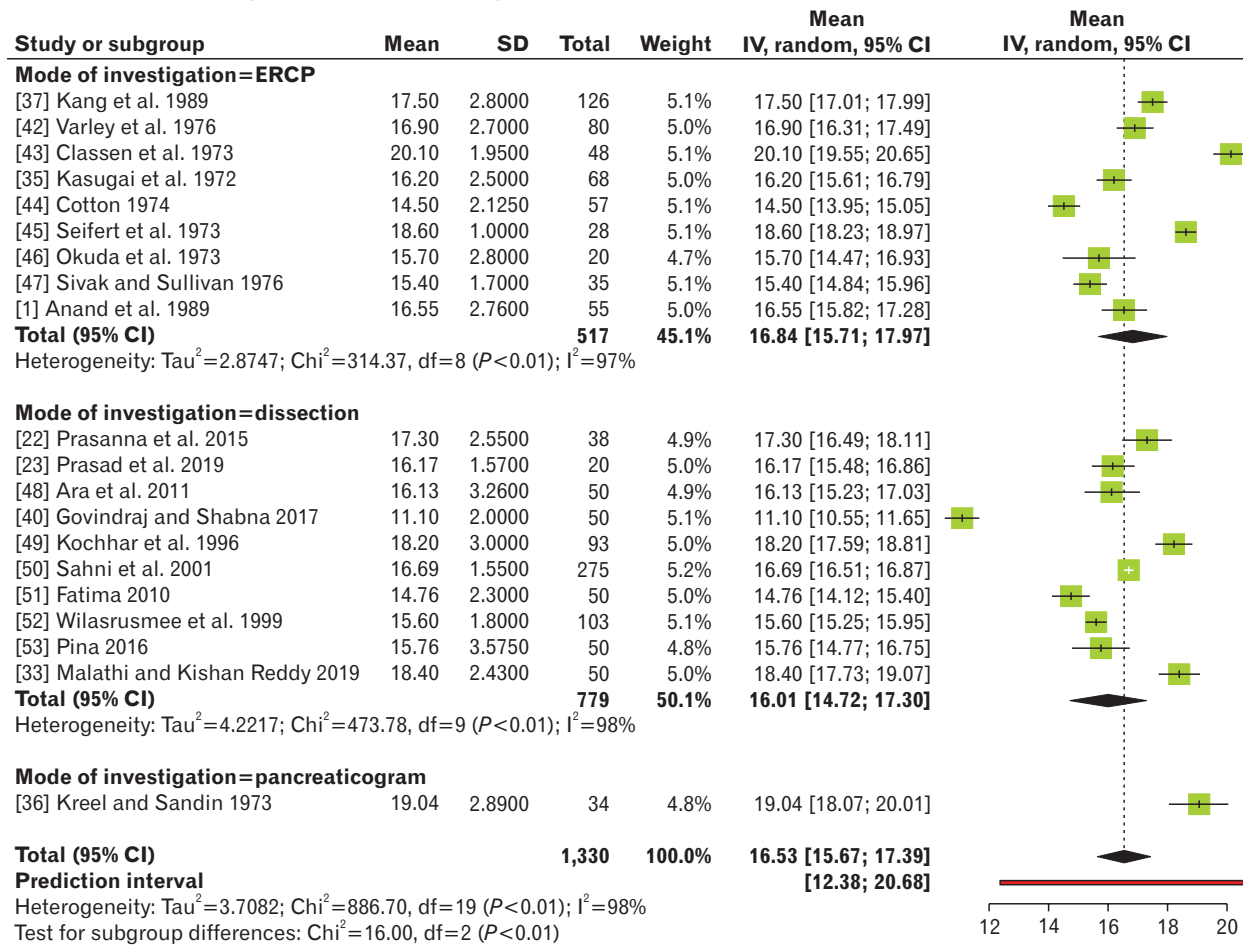 Mean Mean
Study or subgroup Mean SD Total Weight IV, random, 95% CI IV, random, 95% CI
Mode of investigation=ERCP
[37] Kang et al. 1989 17.50 2.8000 126 5.1% 17.50 [17.01; 17.99]
[42] Varley et al. 1976 16.90 2.7000 80 5.0% 16.90 [16.31; 17.49]
[43] Classen et al. 1973 20.10 1.9500 48 5.1% 20.10 [19.55; 20.65]
[35] Kasugai et al. 1972 16.20 2.5000 68 5.0% 16.20 [15.61; 16.79]
[44] Cotton 1974 14.50 2.1250 57 5.1% 14.50 [13.95; 15.05]
[45] Seifert et al. 1973 18.60 1.0000 28 5.1% 18.60 [18.23; 18.97]
[46] Okuda et al. 1973 15.70 2.8000 20 4.7% 15.70 [14.47; 16.93]
[47] Sivak and Sullivan 1976 15.40 1.7000 35 5.1% 15.40 [14.84; 15.96]
[1] Anand et al. 1989 16.55 2.7600 55 5.0% 16.55 [15.82; 17.28]
Total (95% CI) 517 45.1% 16.84 [15.71; 17.97]
Heterogeneity: Tau²=2.8747; Chi²=314.37, df=8 (P<0.01); I²=97%
Mode of investigation=dissection
[22] Prasanna et al. 2015 17.30 2.5500 38 4.9% 17.30 [16.49; 18.11]
[23] Prasad et al. 2019 16.17 1.5700 20 5.0% 16.17 [15.48; 16.86]
[48] Ara et al. 2011 16.13 3.2600 50 4.9% 16.13 [15.23; 17.03]
[40] Govindraj and Shabna 2017 11.10 2.0000 50 5.1% 11.10 [10.55; 11.65]
[49] Kochhar et al. 1996 18.20 3.0000 93 5.0% 18.20 [17.59; 18.81]
[50] Sahni et al. 2001 16.69 1.5500 275 5.2% 16.69 [16.51; 16.87]
[51] Fatima 2010 14.76 2.3000 50 5.0% 14.76 [14.12; 15.40]
[52] Wilasrusmee et al. 1999 15.60 1.8000 103 5.1% 15.60 [15.25; 15.95]
[53] Pina 2016 15.76 3.5750 50 4.8% 15.76 [14.77; 16.75]
[33] Malathi and Kishan Reddy 2019 18.40 2.4300 50 5.0% 18.40 [17.73; 19.07]
Total (95% CI) 779 50.1% 16.01 [14.72; 17.30]
Heterogeneity: Tau²=4.2217; Chi²=473.78, df=9 (P<0.01); I²=98%
Mode of investigation=pancreaticogram
[36] Kreel and Sandin 1973 19.04 2.8900 34 4.8% 19.04 [18.07; 20.01]
Total (95% CI) 1,330 100.0% 16.53 [15.67; 17.39]
Prediction interval [12.38; 20.68]
Heterogeneity: Tau²=3.7082; Chi²=886.70, df=19 (P<0.01); I²=98%
Test for subgroup differences: Chi²=16.00, df=2 (P<0.01)
12 14 16 18 20